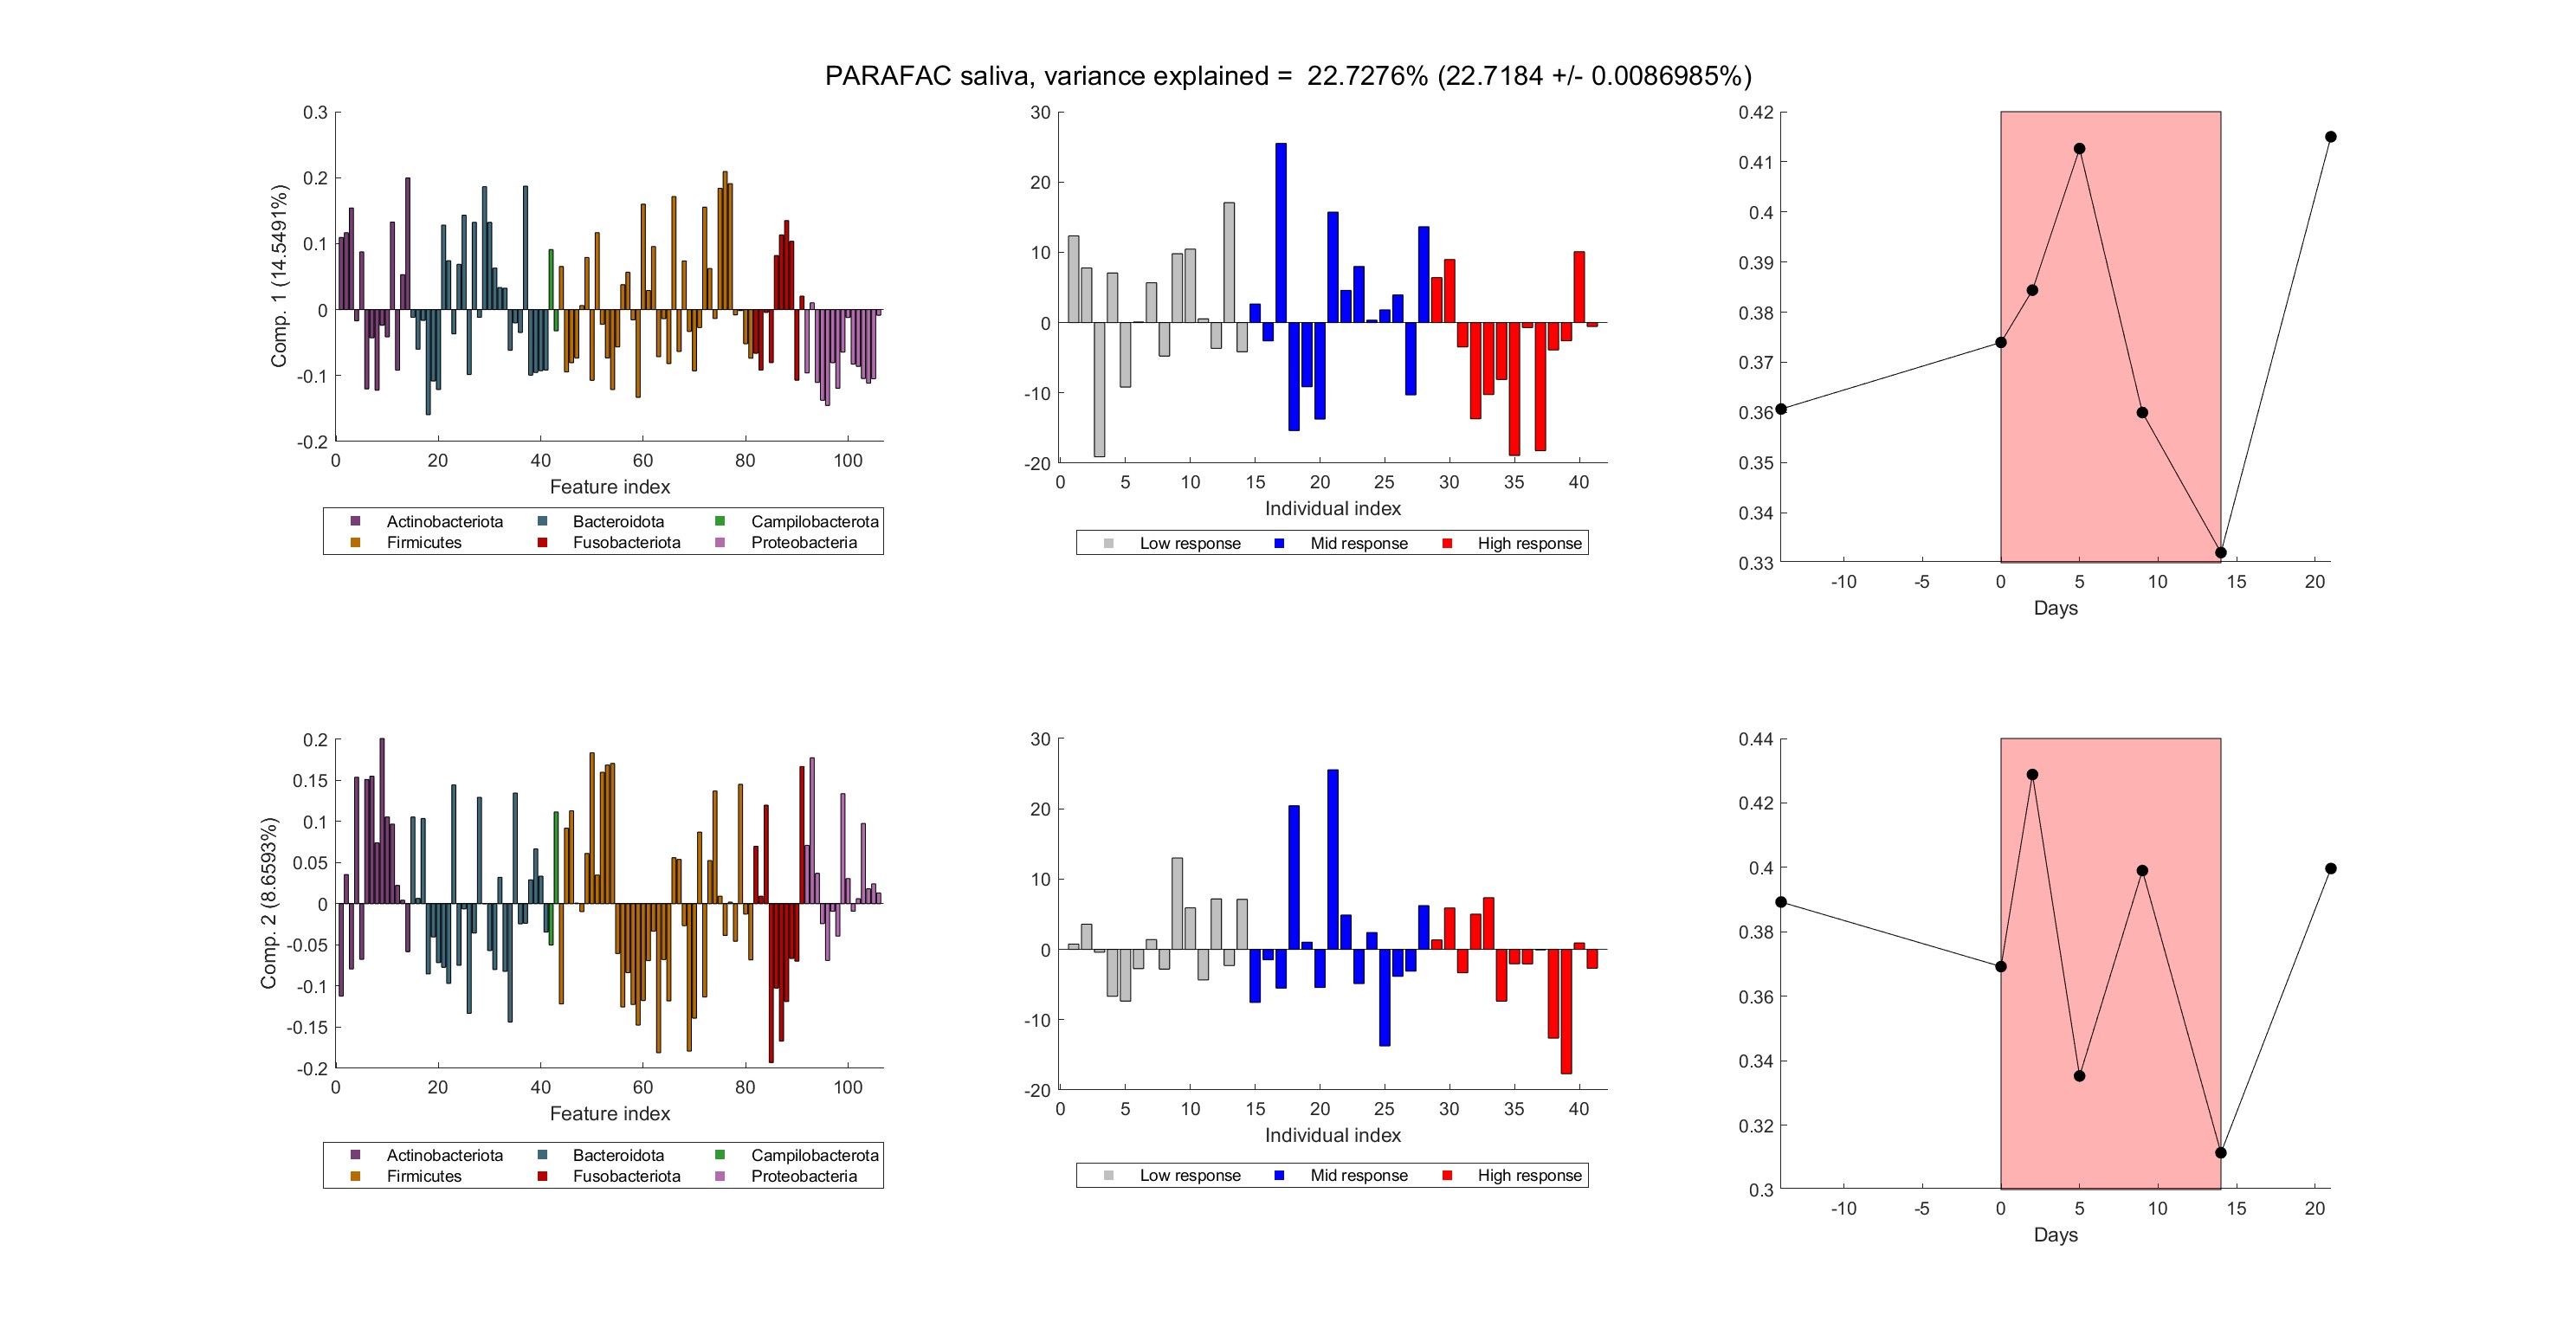 PARAFAC saliva, variance explained =  22.7276% (22.7184 +/- 0.0086985%)
Comp. 1 (14.5491%)
0.3
0.2
0.1
0
-0.1
-0.2
0 20 40 60 80 100
Feature index
Actinobacteriota Bacteroidota Campilobacterota
Firmicutes Fusobacteriota Proteobacteria
30
20
10
0
-10
-20
0 5 10 15 20 25 30 35 40
Individual index
Low response Mid response High response
0.42
0.41
0.4
0.39
0.38
0.37
0.36
0.35
0.34
0.33
-10 -5 0 5 10 15 20
Days
Comp. 2 (8.6593%)
0.2
0.15
0.1
0.05
0
-0.05
-0.1
-0.15
-0.2
0 20 40 60 80 100
Feature index
Actinobacteriota Bacteroidota Campilobacterota
Firmicutes Fusobacteriota Proteobacteria
30
20
10
0
-10
-20
0 5 10 15 20 25 30 35 40
Individual index
Low response Mid response High response
0.44
0.42
0.4
0.38
0.36
0.34
0.32
0.3
-10 -5 0 5 10 15 20
Days